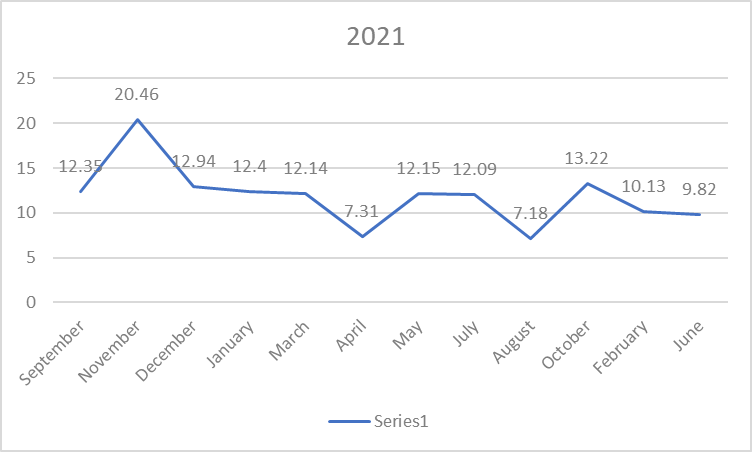 2021
25
20
15
10
5
0
12.35
20.46
12.94
12.4
12.14
7.31
12.15
12.09
7.18
13.22
10.13
9.82
September
November
December
January
March
April
May
July
August
October
February
June
Series1